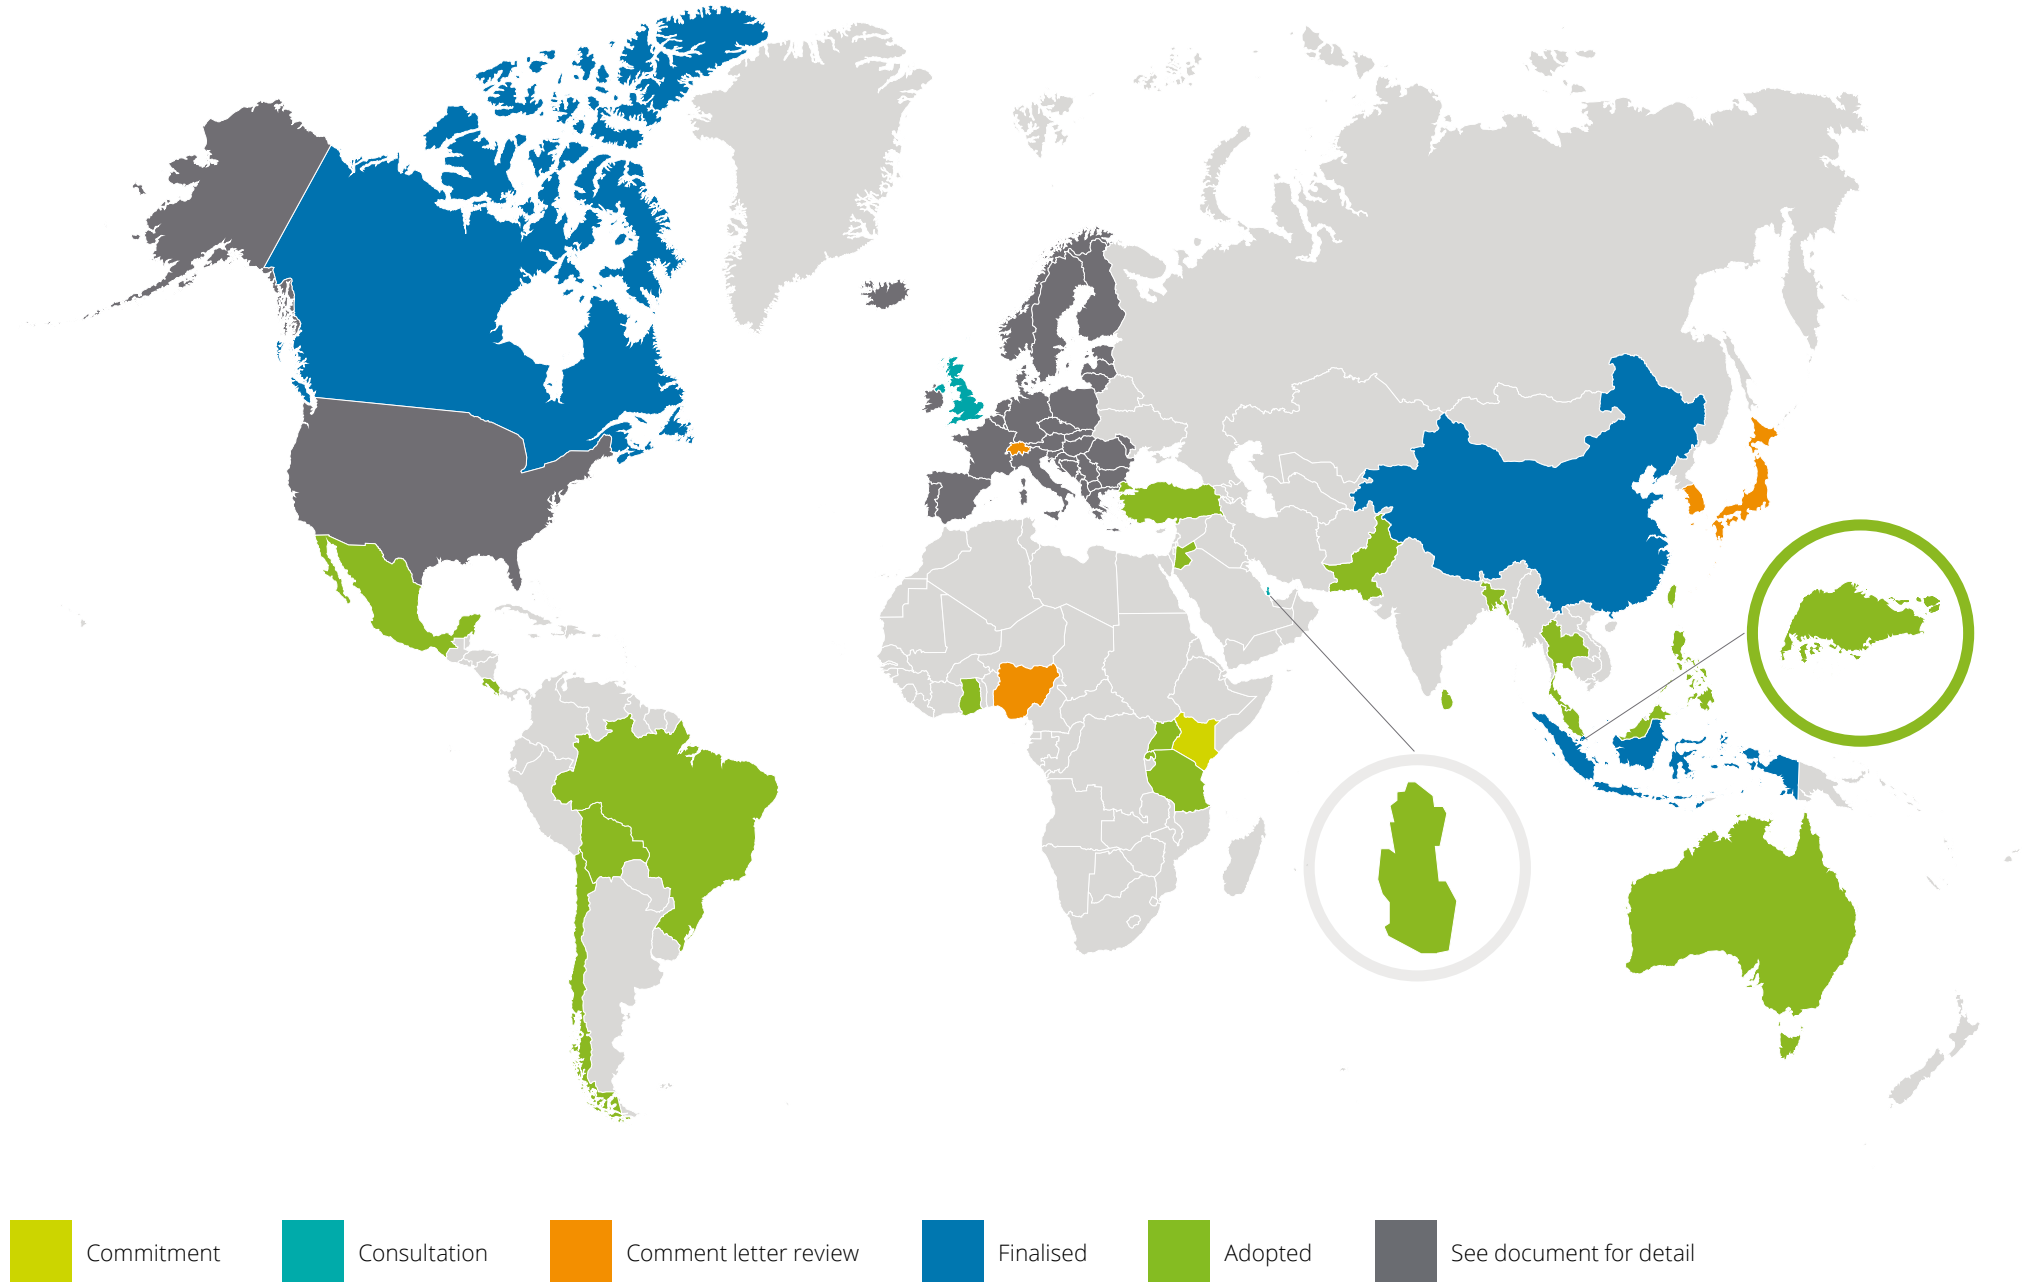 Commitment
Consultation
Comment letter review
Finalised
Adopted
See document for detail